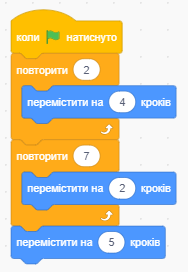 коли натиснуто
повторити 2
перемістити на 4 кроків
повторити 7
перемістити на 2 кроків
перемістити на 5 кроків